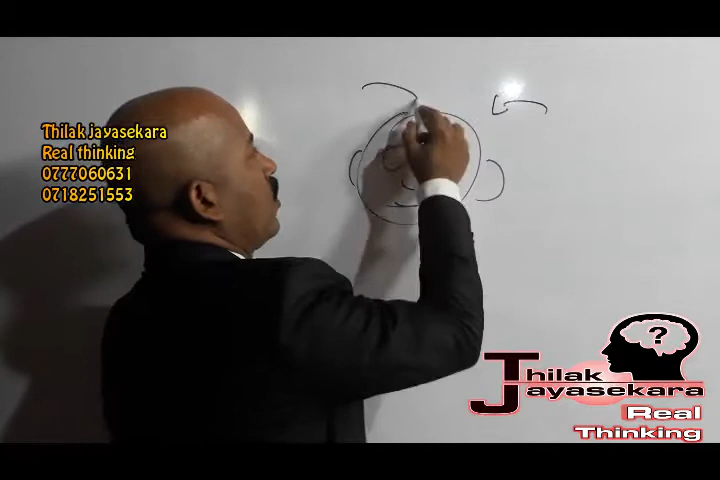 Thilak jayasekara
Real thinking
0777060631
0718251553
?
Thilak
Jayasekara
Real
Thinking